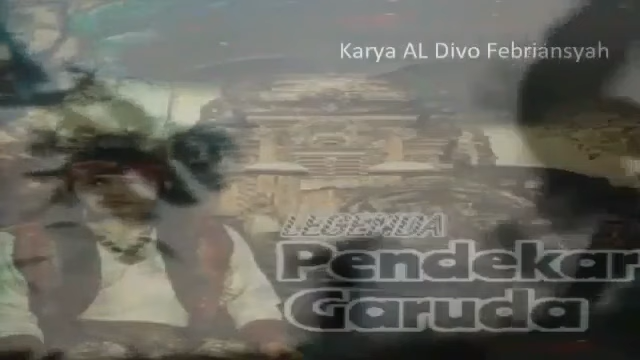 Karya AL Divo Febriansyah
LEGENDA
Pendekar
Garuda